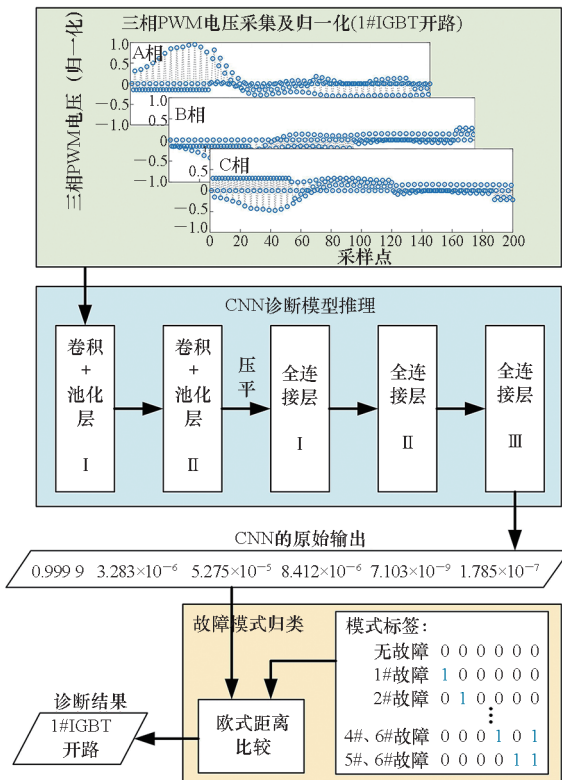 三相PWM电压采集及归一化(1#IGBT开路)
三相PWM电压（归一化）
A相
1.0
0.5
0
−0.5
−1.0
B相
1.0
0.5
0
−0.5
−1.0
C相
0.5
0
−0.5
−1.0
0 20 40 60 80 100 120 140 160 180 200
采样点
CNN诊断模型推理
卷积+池化层 Ⅰ
卷积+池化层 Ⅱ
压平
全连接层 Ⅰ
全连接层 Ⅱ
全连接层 Ⅲ
CNN的原始输出
0.999 9 3.283×10−6 5.275×10−5 8.412×10−6 7.103×10−9 1.785×10−7
故障模式归类
模式标签：
无故障 0 0 0 0 0 0
1#故障 1 0 0 0 0 0
2#故障 0 1 0 0 0 0
⋮
4#、6#故障 0 0 0 1 0 1
5#、6#故障 0 0 0 0 1 1
欧式距离
比较
诊断结果
1#IGBT
开路